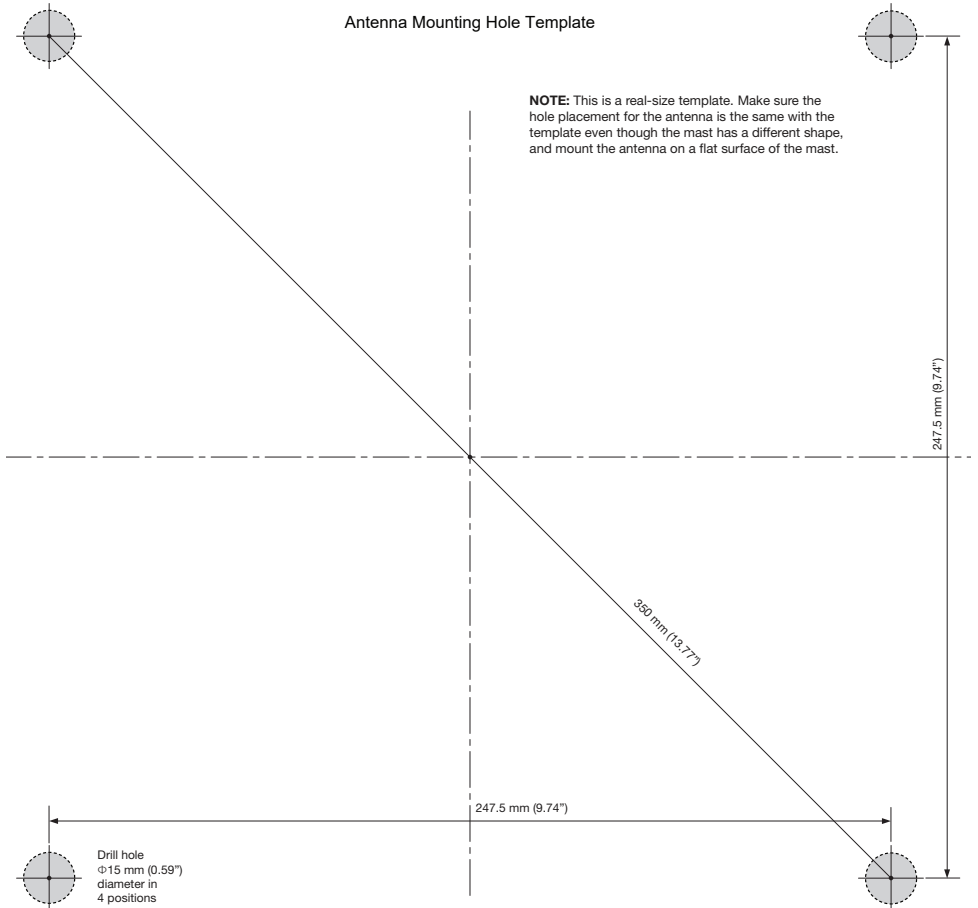 Antenna Mounting Hole Template
NOTE: This is a real-size template. Make sure the
hole placement for the antenna is the same with the
template even though the mast has a different shape,
and mount the antenna on a flat surface of the mast.
247.5 mm (9.74”)
350 mm (13.77”)
247.5 mm (9.74”)
Drill hole
Φ15 mm (0.59”)
diameter in
4 positions